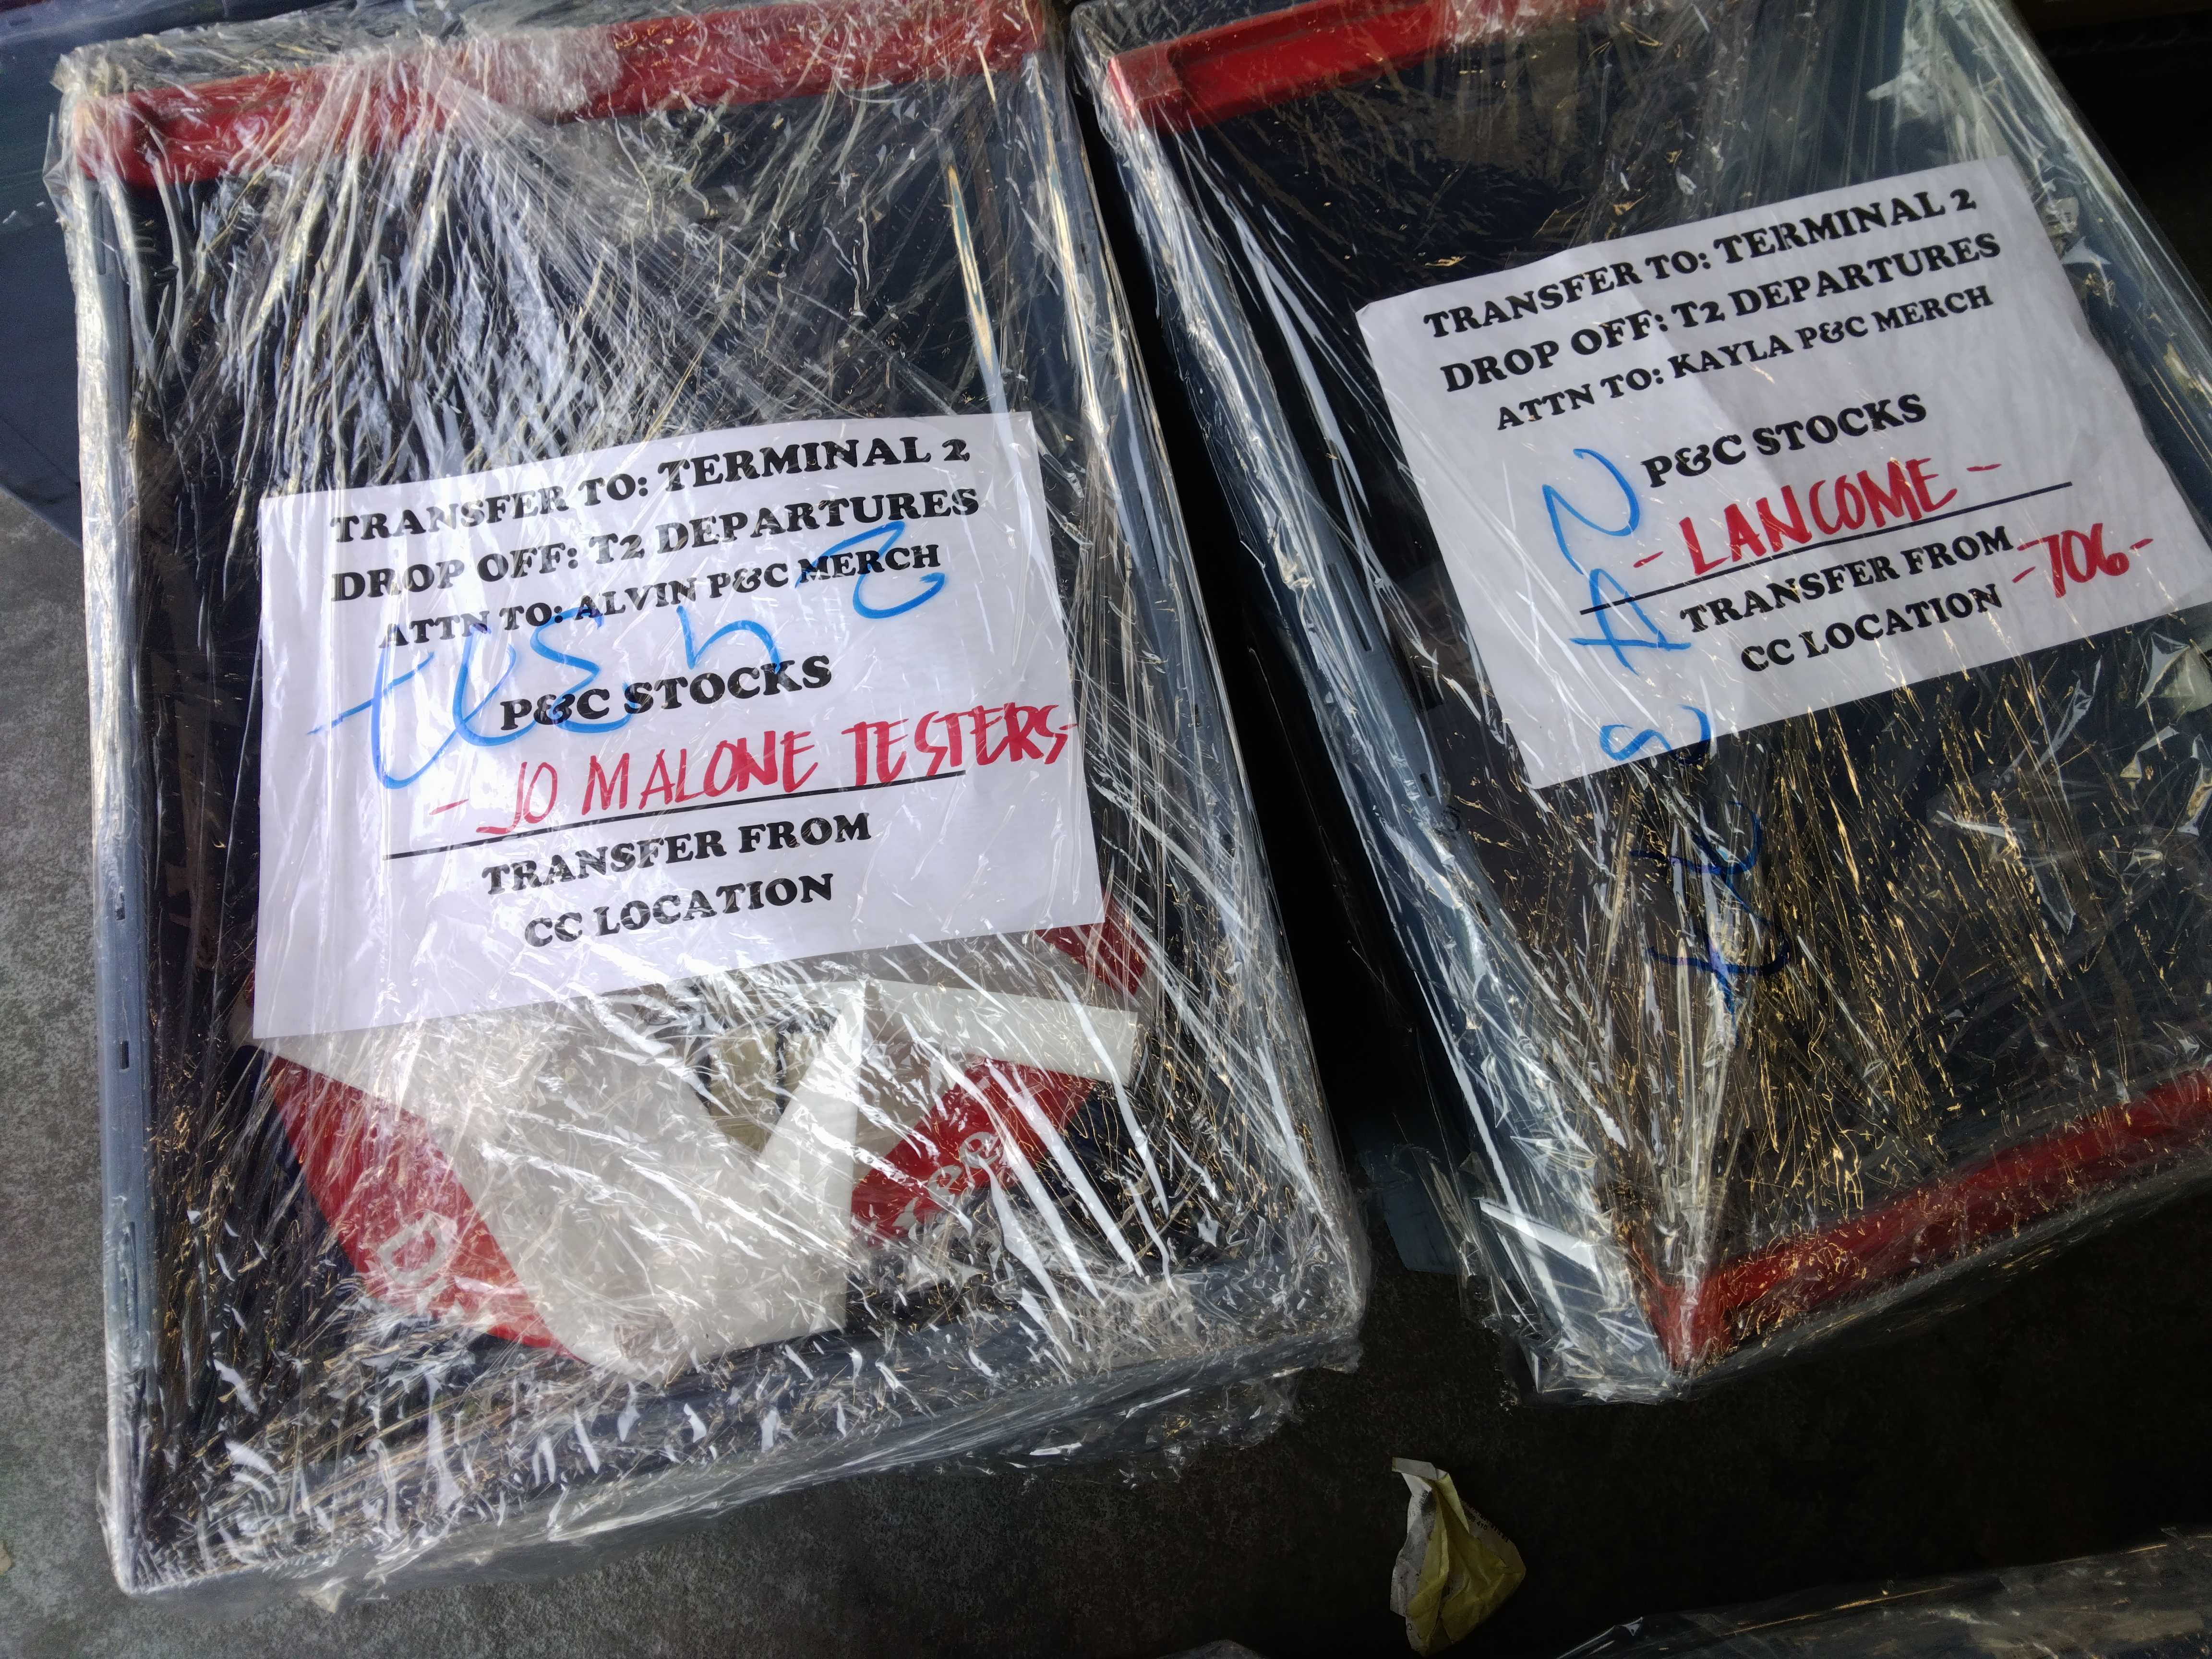 TRANSFER TO: TERMINAL 2
DROP OFF: T2 DEPARTURES
ATTN TO: ALVIN P&C MERCH
P&C STOCKS
- JO MALONE TESTERS-
TRANSFER FROM
CC LOCATION
TRANSFER TO: TERMINAL 2
DROP OFF: T2 DEPARTURES
ATTN TO: KAYLA P&C MERCH
P&C STOCKS
- LANCOME -
TRANSFER FROM
CC LOCATION -706-